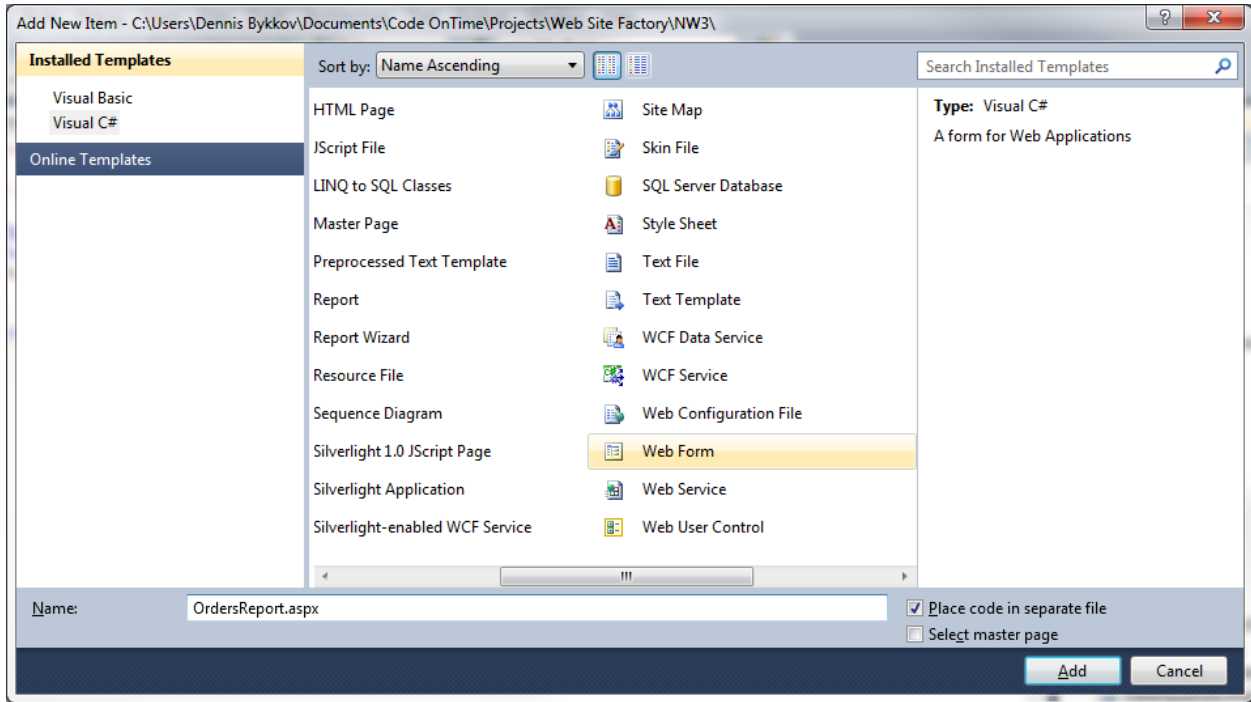 Add New Item - C:\Users\Dennis Bykkov\Documents\Code OnTime\Projects\Web Site Factory\NW3\
Installed Templates
Visual Basic
Visual C#
Online Templates
Sort by: Name Ascending
HTML Page
JScript File
LINQ to SQL Classes
Master Page
Preprocessed Text Template
Report
Report Wizard
Resource File
Sequence Diagram
Silverlight 1.0 JScript Page
Silverlight Application
Silverlight-enabled WCF Service
Site Map
Skin File
SQL Server Database
Style Sheet
Text File
Text Template
WCF Data Service
WCF Service
Web Configuration File
Web Form
Web Service
Web User Control
Search Installed Templates
Type: Visual C#
A form for Web Applications
Name: OrdersReport.aspx
Place code in separate file
Select master page
Add Cancel